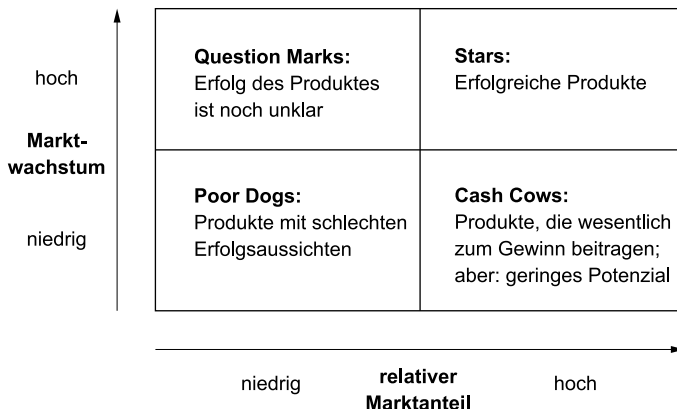 hoch
Markt-
wachstum
niedrig
Question Marks:
Erfolg des Produktes
ist noch unklar
Stars:
Erfolgreiche Produkte
Poor Dogs:
Produkte mit schlechten
Erfolgsaussichten
Cash Cows:
Produkte, die wesentlich
zum Gewinn beitragen;
aber: geringes Potenzial
niedrig
relativer
Marktanteil
hoch